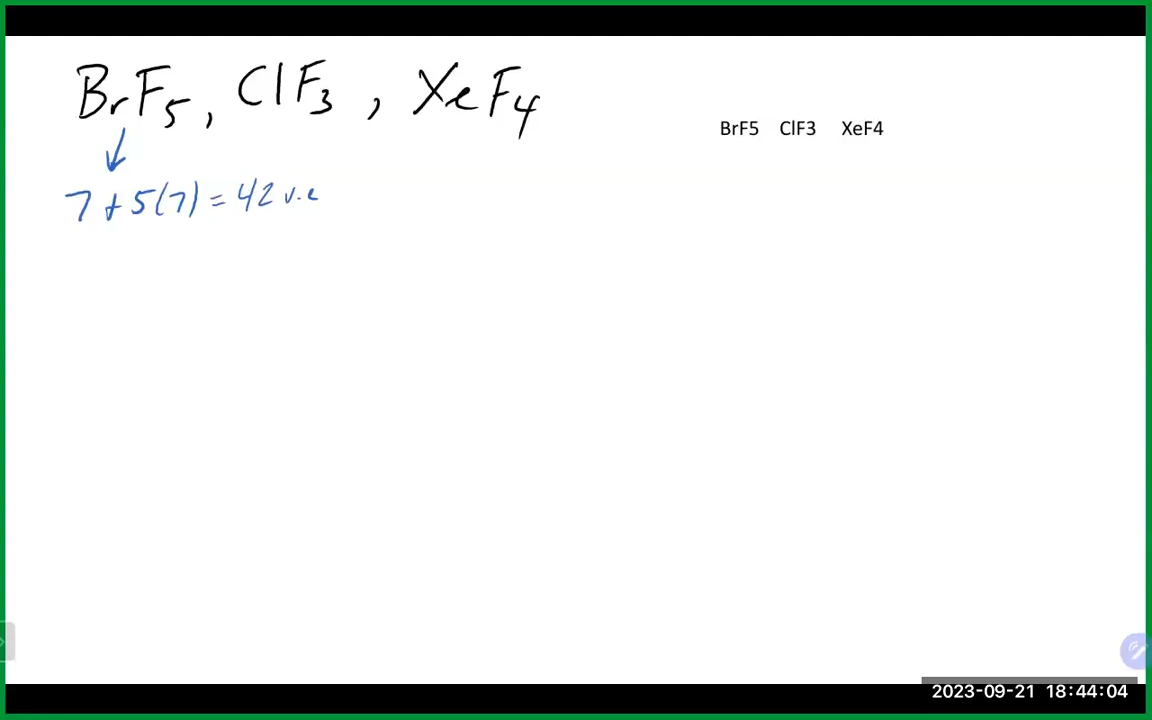 BrF5, ClF3, XeF4
BrF5 ClF3 XeF4
7 + 5(7) = 42 v.e
2023-09-21 18:44:04